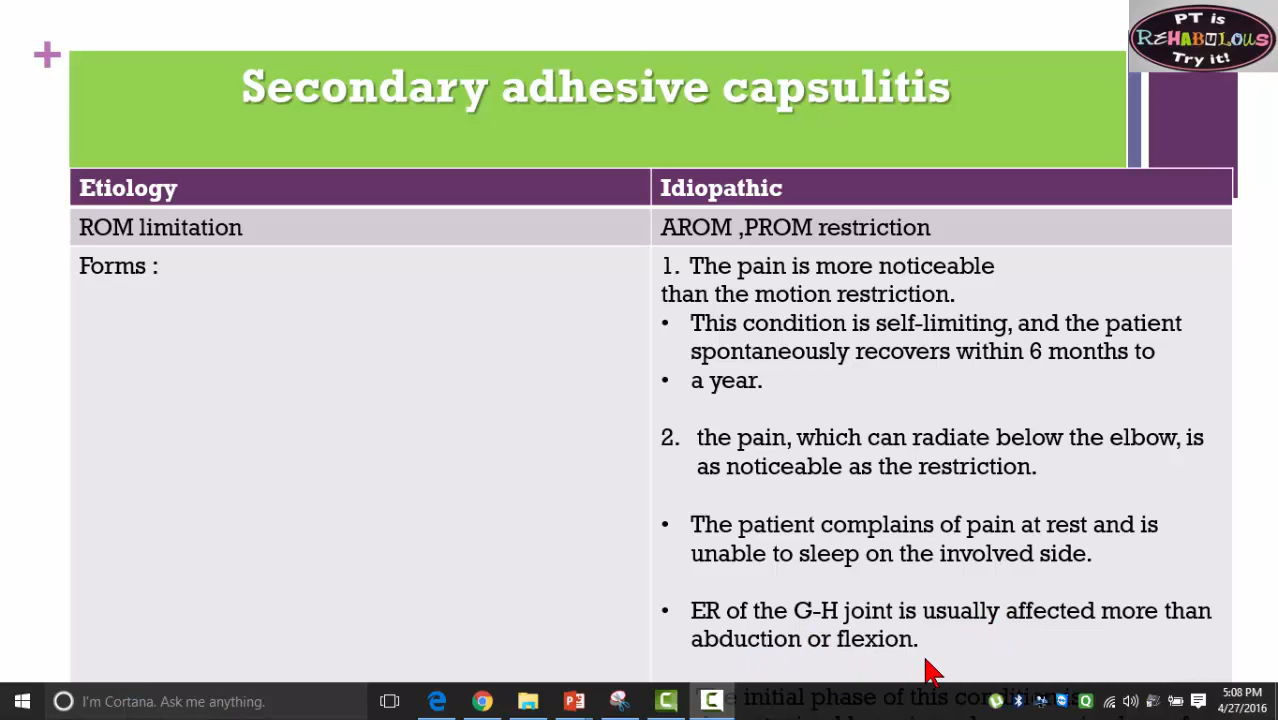 PT is
REHABULOUS
Try it!
+
Secondary adhesive capsulitis
Etiology
Idiopathic
ROM limitation
AROM ,PROM restriction
Forms :
1. The pain is more noticeable
than the motion restriction.
• This condition is self-limiting, and the patient
spontaneously recovers within 6 months to
• a year.
2. the pain, which can radiate below the elbow, is
as noticeable as the restriction.
• The patient complains of pain at rest and is
unable to sleep on the involved side.
• ER of the G-H joint is usually affected more than
abduction or flexion.
initial phase of this condition is
I'm Cortana. Ask me anything.
5:08 PM
4/27/2016